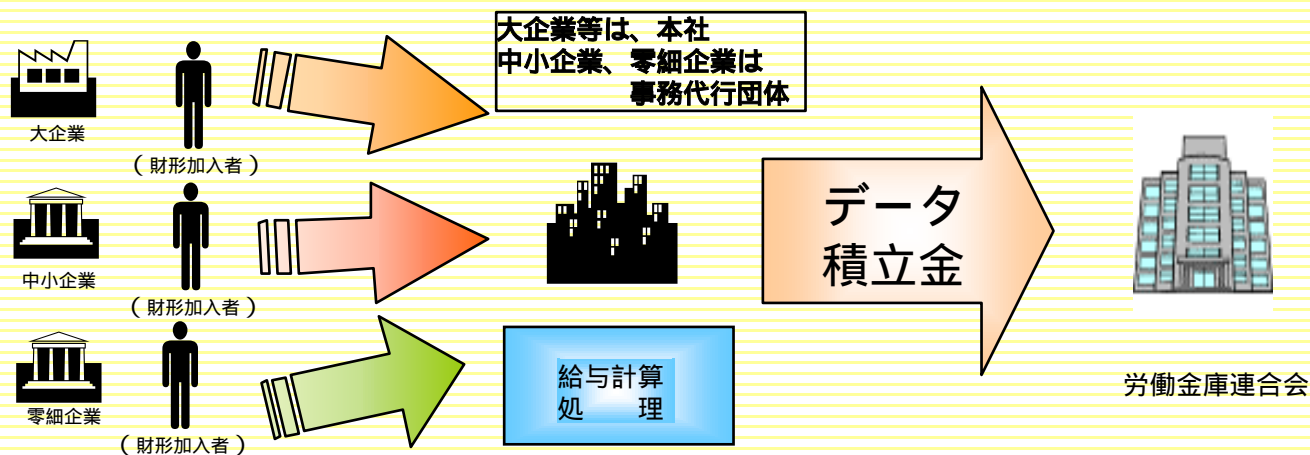 大企業等は、本社
中小企業、零細企業は
事務代行団体
大企業
（財形加入者）
中小企業
（財形加入者）
零細企業
（財形加入者）
給与計算
処　　理
データ
積立金
労働金庫連合会